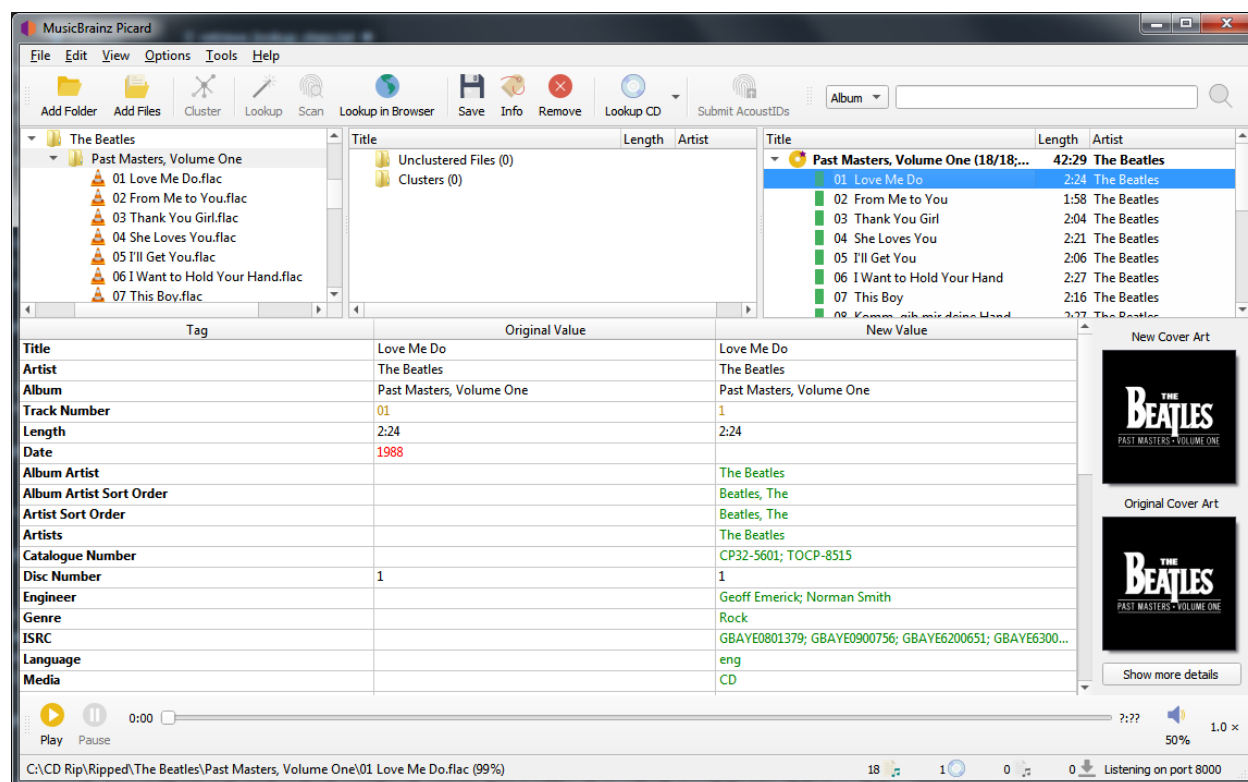 MusicBrainz Picard
File Edit View Options Tools Help
Add Folder Add Files Cluster Lookup Scan Lookup in Browser Save Info Remove Lookup CD Submit AcoustIDs Album
The Beatles
Past Masters, Volume One
01 Love Me Do.flac
02 From Me to You.flac
03 Thank You Girl.flac
04 She Loves You.flac
05 I'll Get You.flac
06 I Want to Hold Your Hand.flac
07 This Boy.flac
Title Length Artist
Unclustered Files (0)
Clusters (0)
Title Length Artist
Past Masters, Volume One (18/18;... 42:29 The Beatles
01 Love Me Do 2:24 The Beatles
02 From Me to You 1:58 The Beatles
03 Thank You Girl 2:04 The Beatles
04 She Loves You 2:21 The Beatles
05 I'll Get You 2:06 The Beatles
06 I Want to Hold Your Hand 2:27 The Beatles
07 This Boy 2:16 The Beatles
08 Komm, gib mir deine Hand 2:27 The Beatles
Tag Original Value New Value
Title Love Me Do Love Me Do
Artist The Beatles The Beatles
Album Past Masters, Volume One Past Masters, Volume One
Track Number 01 1
Length 2:24 2:24
Date 1988
Album Artist The Beatles
Album Artist Sort Order Beatles, The
Artist Sort Order Beatles, The
Artists The Beatles
Catalogue Number CP32-5601; TOCP-8515
Disc Number 1 1
Engineer Geoff Emerick; Norman Smith
Genre Rock
ISRC GBAYE0801379; GBAYE0900756; GBAYE6200651; GBAYE6300...
Language eng
Media CD
New Cover Art
THE
BEATLES
PAST MASTERS · VOLUME ONE
Original Cover Art
THE
BEATLES
PAST MASTERS · VOLUME ONE
Show more details
Play Pause 0:00 ?:?? 50% 1.0 ×
C:\CD Rip\Ripped\The Beatles\Past Masters, Volume One\01 Love Me Do.flac (99%) 18 1 0 0 Listening on port 8000